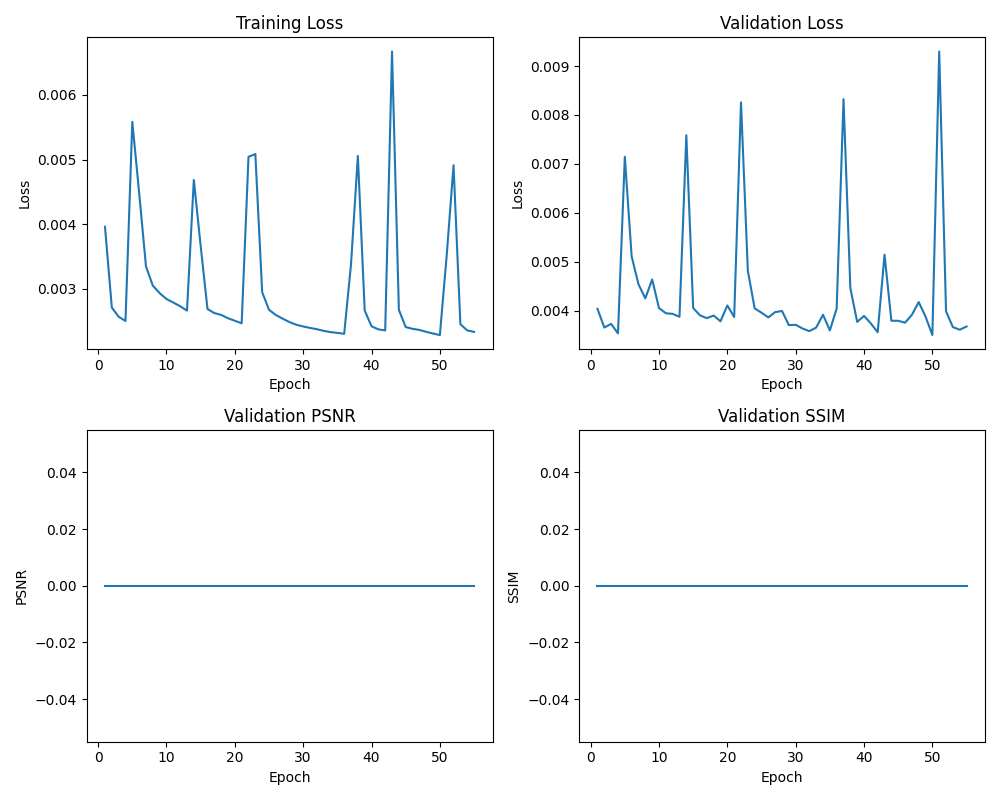 Training Loss
Loss
0.006
0.005
0.004
0.003
0 10 20 30 40 50
Epoch
Validation Loss
Loss
0.009
0.008
0.007
0.006
0.005
0.004
0 10 20 30 40 50
Epoch
Validation PSNR
PSNR
0.04
0.02
0.00
−0.02
−0.04
0 10 20 30 40 50
Epoch
Validation SSIM
SSIM
0.04
0.02
0.00
−0.02
−0.04
0 10 20 30 40 50
Epoch